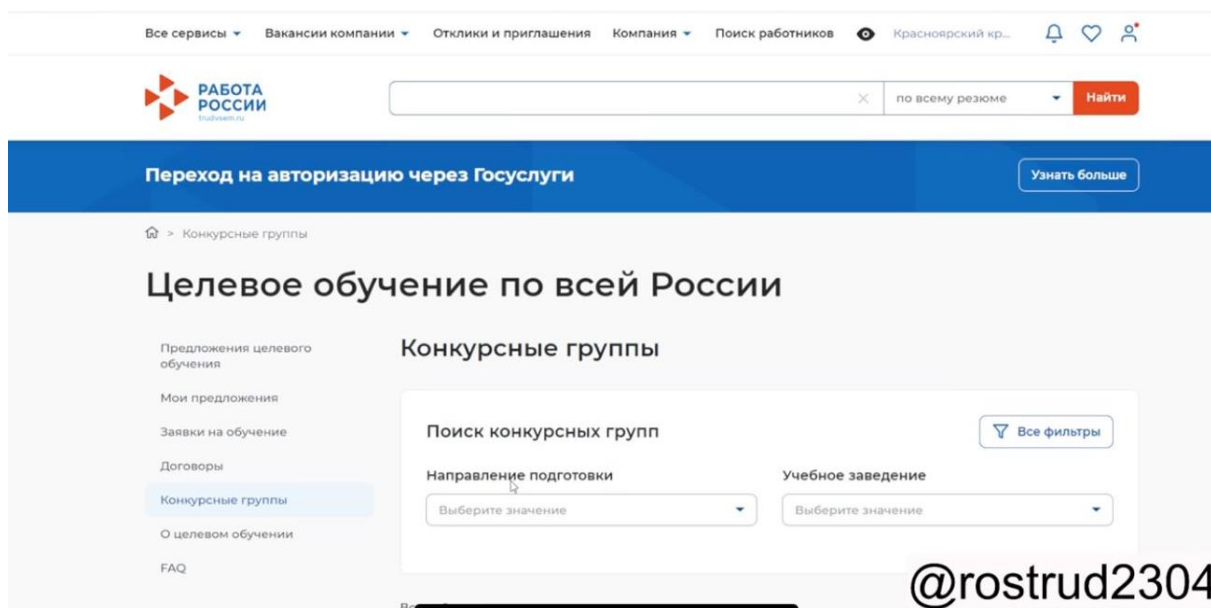 Все сервисы Вакансии компании Отклики и приглашения Компания Поиск работников Красноярский кр...
РАБОТА
РОССИИ
trudvsem.ru
по всему резюме Найти
Переход на авторизацию через Госуслуги Узнать больше
> Конкурсные группы
Целевое обучение по всей России
Предложения целевого
обучения
Мои предложения
Заявки на обучение
Договоры
Конкурсные группы
О целевом обучении
FAQ
Конкурсные группы
Поиск конкурсных групп Все фильтры
Направление подготовки Учебное заведение
Выберите значение Выберите значение
@rostrud2304